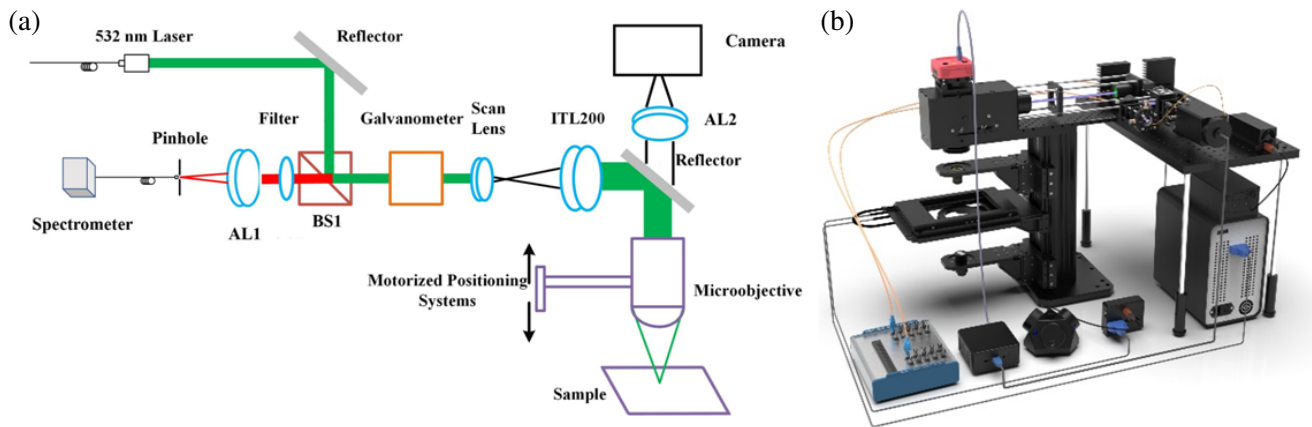 (a)
532 nm Laser
Reflector
Camera
Pinhole
Filter
Galvanometer
Scan
Lens
ITL200
AL2
Reflector
Spectrometer
AL1
BS1
Motorized Positioning
Systems
Microobjective
Sample
(b)